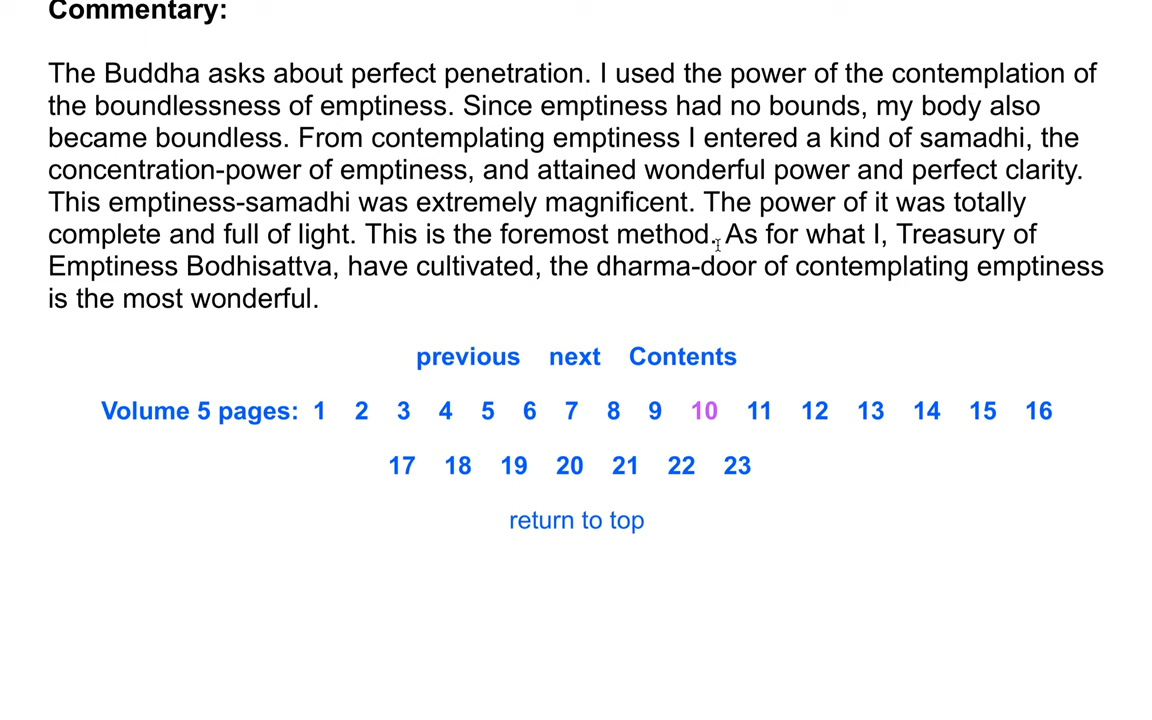 Commentary:
The Buddha asks about perfect penetration. I used the power of the contemplation of
the boundlessness of emptiness. Since emptiness had no bounds, my body also
became boundless. From contemplating emptiness I entered a kind of samadhi, the
concentration-power of emptiness, and attained wonderful power and perfect clarity.
This emptiness-samadhi was extremely magnificent. The power of it was totally
complete and full of light. This is the foremost method. As for what I, Treasury of
Emptiness Bodhisattva, have cultivated, the dharma-door of contemplating emptiness
is the most wonderful.
previous next Contents
Volume 5 pages: 1 2 3 4 5 6 7 8 9 10 11 12 13 14 15 16
17 18 19 20 21 22 23
return to top